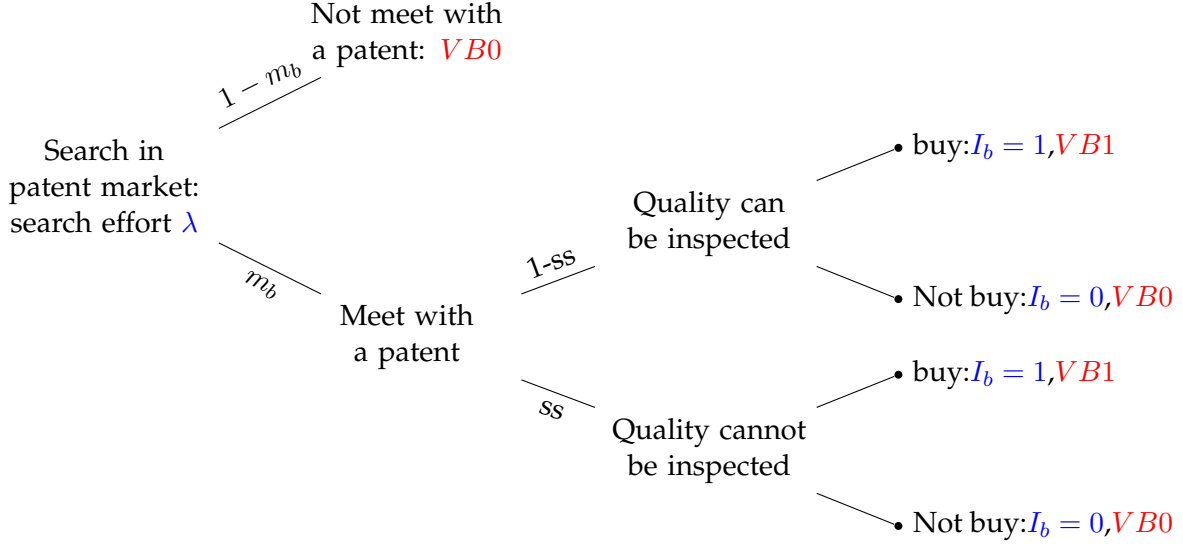 Not meet with
a patent: VB0
1 − m_b
Search in
patent market:
search effort λ
m_b
Meet with
a patent
1-ss
Quality can
be inspected
buy:I_b = 1,VB1
Not buy:I_b = 0,VB0
ss
Quality cannot
be inspected
buy:I_b = 1,VB1
Not buy:I_b = 0,VB0